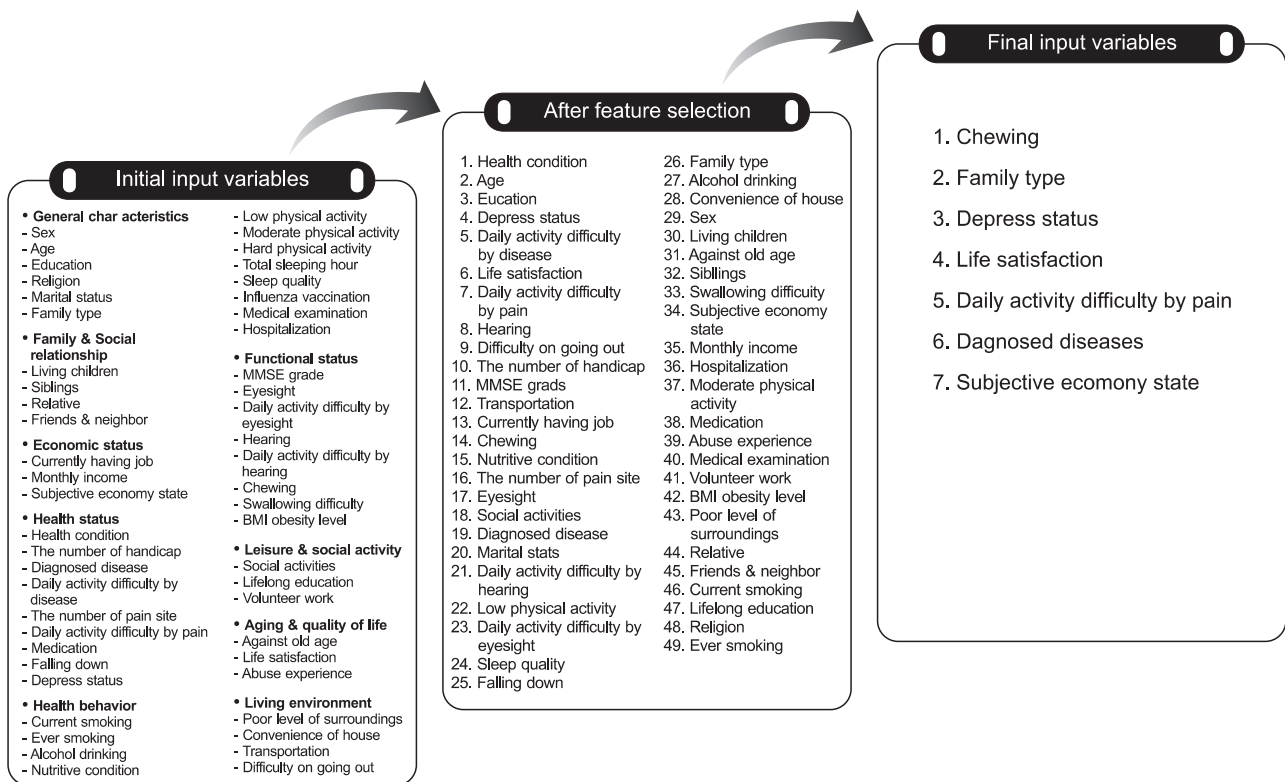 Initial input variables
• General char acteristics
- Sex
- Age
- Education
- Religion
- Marital status
- Family type
• Family & Social
relationship
- Living children
- Siblings
- Relative
- Friends & neighbor
• Economic status
- Currently having job
- Monthly income
- Subjective economy state
• Health status
- Health condition
- The number of handicap
- Diagnosed disease
- Daily activity difficulty by
disease
- The number of pain site
- Daily activity difficulty by pain
- Medication
- Falling down
- Depress status
• Health behavior
- Current smoking
- Ever smoking
- Alcohol drinking
- Nutritive condition
- Low physical activity
- Moderate physical activity
- Hard physical activity
- Total sleeping hour
- Sleep quality
- Influenza vaccination
- Medical examination
- Hospitalization
• Functional status
- MMSE grade
- Eyesight
- Daily activity difficulty by
eyesight
- Hearing
- Daily activity difficulty by
hearing
- Chewing
- Swallowing difficulty
- BMI obesity level
• Leisure & social activity
- Social activities
- Lifelong education
- Volunteer work
• Aging & quality of life
- Against old age
- Life satisfaction
- Abuse experience
• Living environment
- Poor level of surroundings
- Convenience of house
- Transportation
- Difficulty on going out
After feature selection
1. Health condition
2. Age
3. Eucation
4. Depress status
5. Daily activity difficulty
by disease
6. Life satisfaction
7. Daily activity difficulty
by pain
8. Hearing
9. Difficulty on going out
10. The number of handicap
11. MMSE grads
12. Transportation
13. Currently having job
14. Chewing
15. Nutritive condition
16. The number of pain site
17. Eyesight
18. Social activities
19. Diagnosed disease
20. Marital stats
21. Daily activity difficulty by
hearing
22. Low physical activity
23. Daily activity difficulty by
eyesight
24. Sleep quality
25. Falling down
26. Family type
27. Alcohol drinking
28. Convenience of house
29. Sex
30. Living children
31. Against old age
32. Sibllings
33. Swallowing difficulty
34. Subjective economy
state
35. Monthly income
36. Hospitalization
37. Moderate physical
activity
38. Medication
39. Abuse experience
40. Medical examination
41. Volunteer work
42. BMI obesity level
43. Poor level of
surroundings
44. Relative
45. Friends & neighbor
46. Current smoking
47. Lifelong education
48. Religion
49. Ever smoking
Final input variables
1. Chewing
2. Family type
3. Depress status
4. Life satisfaction
5. Daily activity difficulty by pain
6. Dagnosed diseases
7. Subjective ecomony state